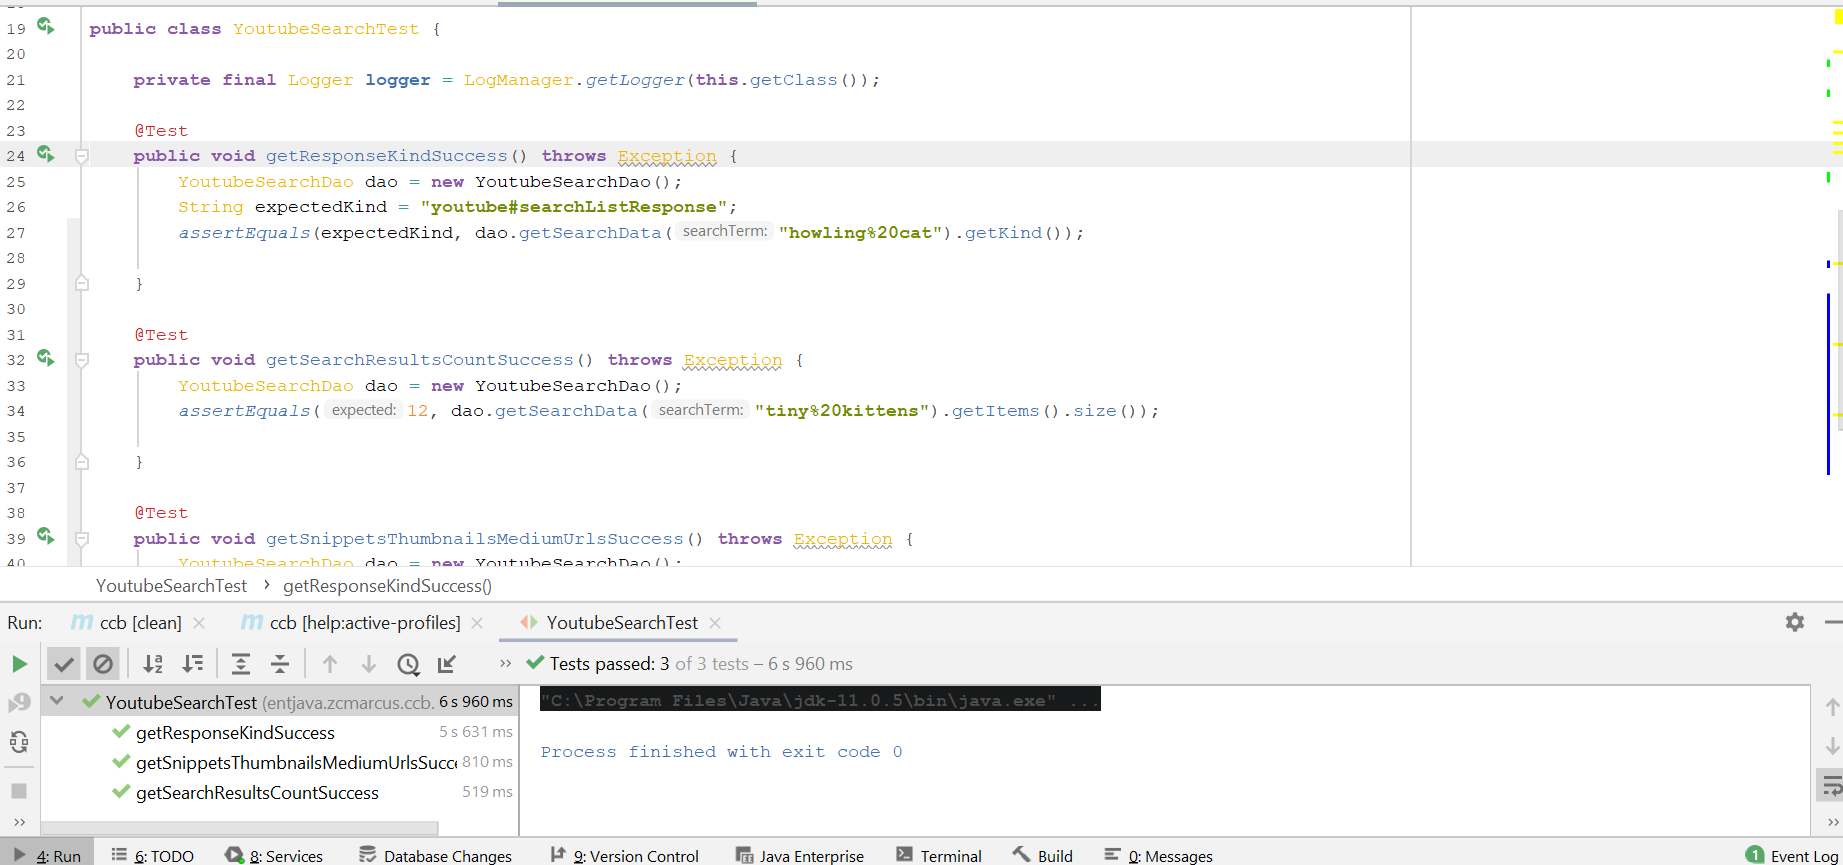 19 public class YoutubeSearchTest {
20
21 private final Logger logger = LogManager.getLogger(this.getClass());
22
23 @Test
24 public void getResponseKindSuccess() throws Exception {
25 YoutubeSearchDao dao = new YoutubeSearchDao();
26 String expectedKind = "youtube#searchListResponse";
27 assertEquals(expectedKind, dao.getSearchData( searchTerm: "howling%20cat").getKind());
28
29 }
30
31 @Test
32 public void getSearchResultsCountSuccess() throws Exception {
33 YoutubeSearchDao dao = new YoutubeSearchDao();
34 assertEquals( expected: 12, dao.getSearchData( searchTerm: "tiny%20kittens").getItems().size());
35
36 }
37
38 @Test
39 public void getSnippetsThumbnailsMediumUrlsSuccess() throws Exception {
40 YoutubeSearchDao dao = new YoutubeSearchDao();
YoutubeSearchTest › getResponseKindSuccess()
Run: ccb [clean] ccb [help:active-profiles] YoutubeSearchTest
Tests passed: 3 of 3 tests – 6 s 960 ms
YoutubeSearchTest (entjava.zcmarcus.ccb. 6 s 960 ms
getResponseKindSuccess 5 s 631 ms
getSnippetsThumbnailsMediumUrlsSucce 810 ms
getSearchResultsCountSuccess 519 ms
"C:\Program Files\Java\jdk-11.0.5\bin\java.exe" ...
Process finished with exit code 0
4: Run 6: TODO 8: Services Database Changes 9: Version Control Java Enterprise Terminal Build 0: Messages 1 Event Log